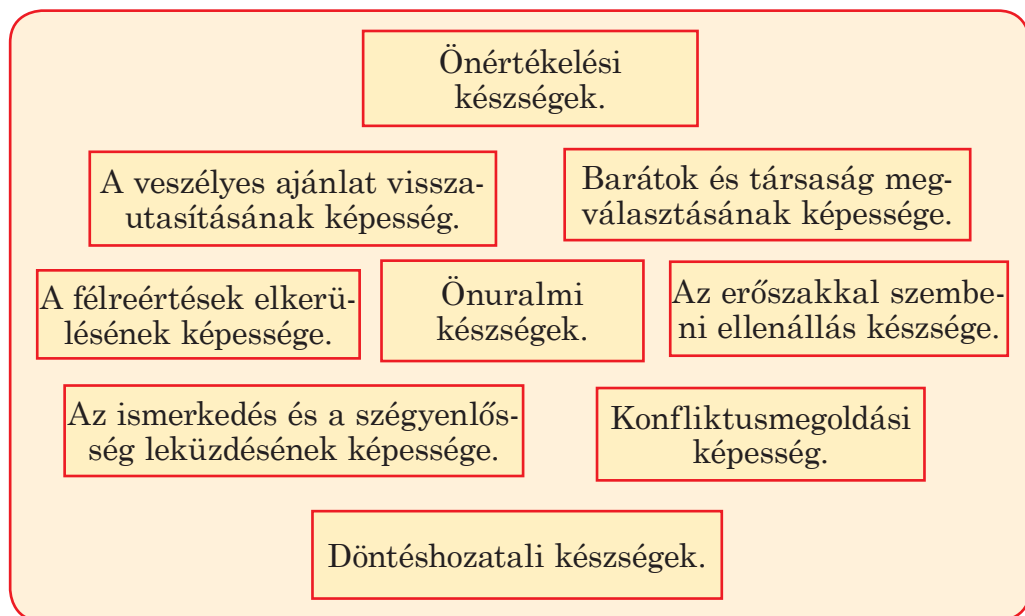 Önértékelési
készségek.
A veszélyes ajánlat vissza-
utasításának képesség.
Barátok és társaság meg-
választásának képessége.
A félreértések elkerü-
lésének képessége.
Önuralmi
készségek.
Az erőszakkal szembe-
ni ellenállás készsége.
Az ismerkedés és a szégyenlős-
ség leküzdésének képessége.
Konfliktusmegoldási
képesség.
Döntéshozatali készségek.